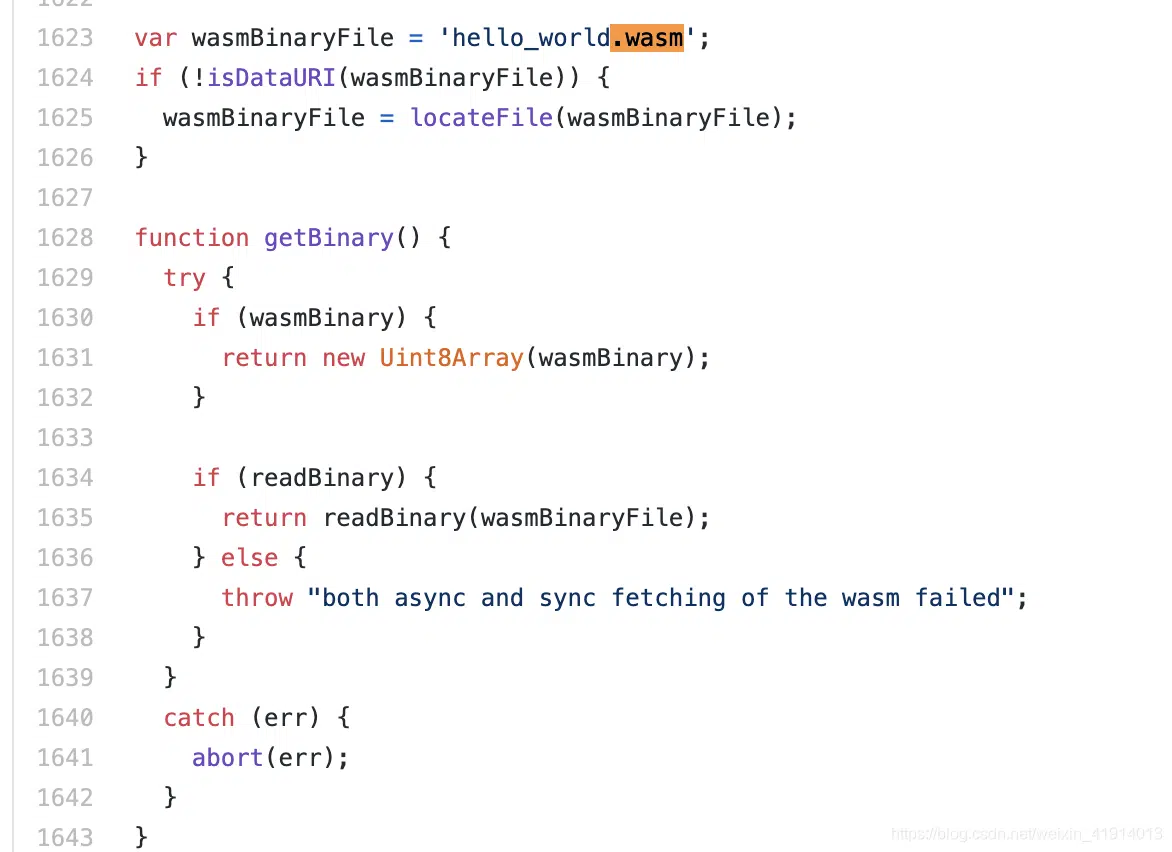 1622
1623 var wasmBinaryFile = 'hello_world.wasm';
1624 if (!isDataURI(wasmBinaryFile)) {
1625   wasmBinaryFile = locateFile(wasmBinaryFile);
1626 }
1627
1628 function getBinary() {
1629   try {
1630     if (wasmBinary) {
1631       return new Uint8Array(wasmBinary);
1632     }
1633
1634     if (readBinary) {
1635       return readBinary(wasmBinaryFile);
1636     } else {
1637       throw "both async and sync fetching of the wasm failed";
1638     }
1639   }
1640   catch (err) {
1641     abort(err);
1642   }
1643 }
https://blog.csdn.net/weixin_41914013